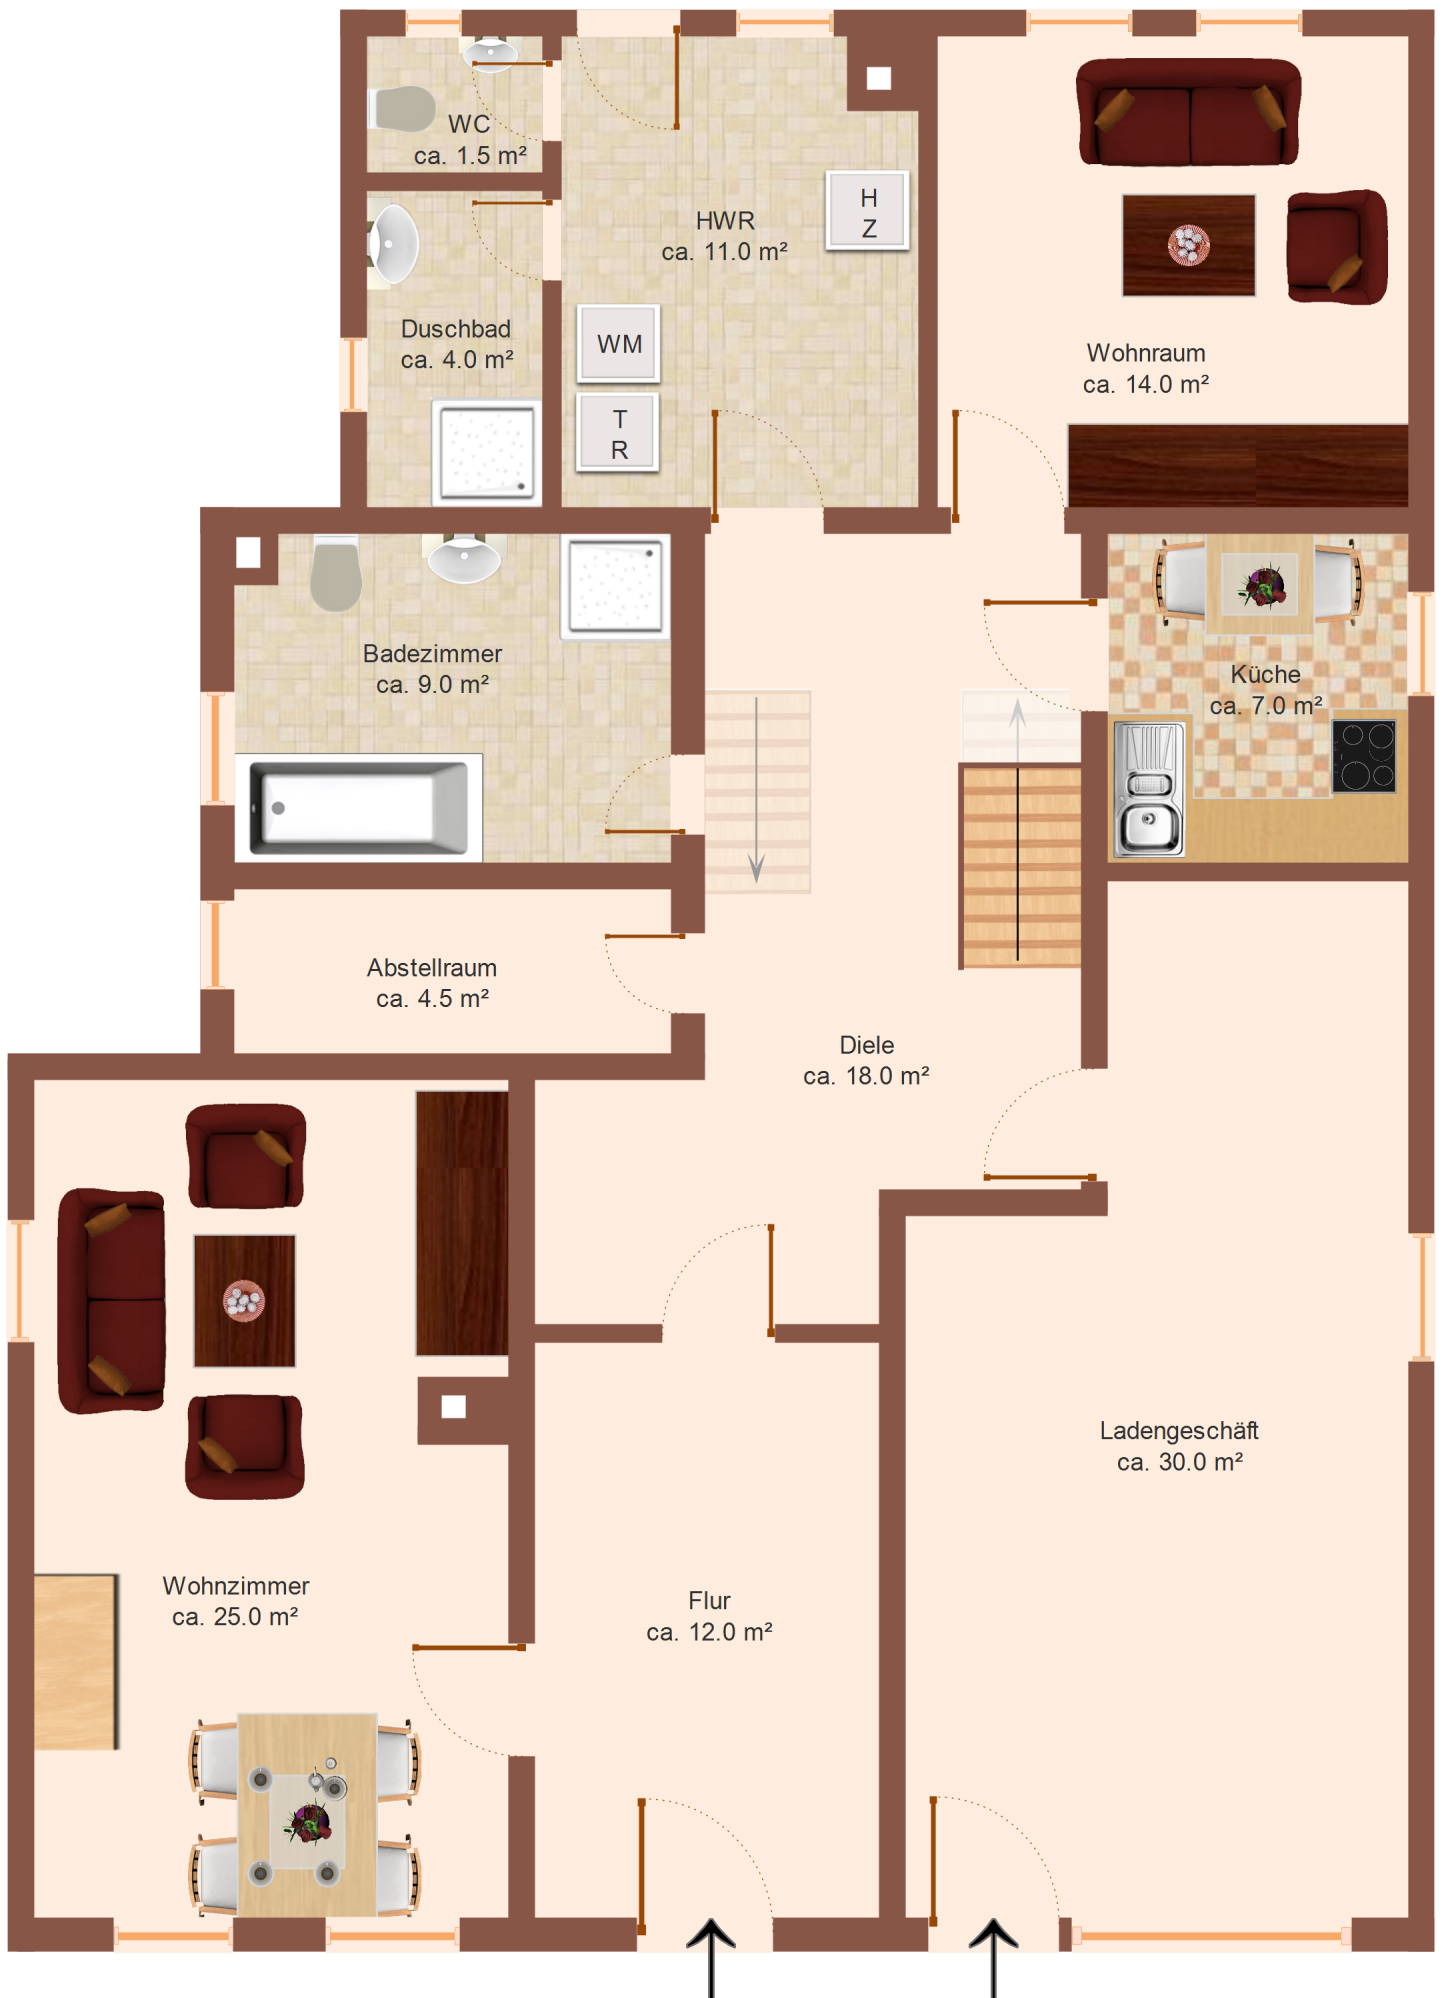 WC
ca. 1.5 m²
HWR
ca. 11.0 m²
H
Z
Duschbad
ca. 4.0 m²
WM
T
R
Wohnraum
ca. 14.0 m²
Badezimmer
ca. 9.0 m²
Küche
ca. 7.0 m²
Abstellraum
ca. 4.5 m²
Diele
ca. 18.0 m²
Ladengeschäft
ca. 30.0 m²
Wohnzimmer
ca. 25.0 m²
Flur
ca. 12.0 m²